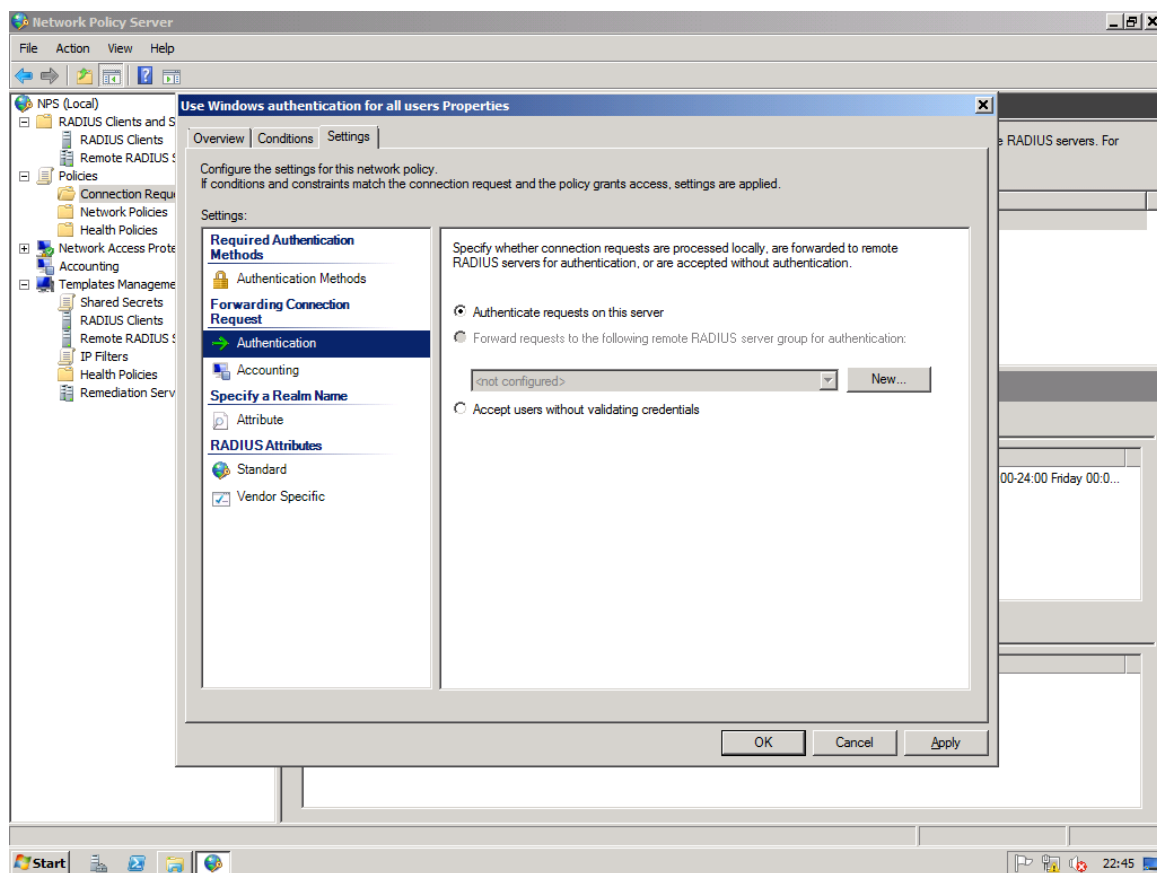 Network Policy Server
File Action View Help
NPS (Local)
RADIUS Clients and S
RADIUS Clients
Remote RADIUS S
Policies
Connection Requ
Network Policies
Health Policies
Network Access Prote
Accounting
Templates Manageme
Shared Secrets
RADIUS Clients
Remote RADIUS S
IP Filters
Health Policies
Remediation Serv
Use Windows authentication for all users Properties
Overview Conditions Settings
Configure the settings for this network policy.
If conditions and constraints match the connection request and the policy grants access, settings are applied.
Settings:
Required Authentication
Methods
Authentication Methods
Forwarding Connection
Request
Authentication
Accounting
Specify a Realm Name
Attribute
RADIUS Attributes
Standard
Vendor Specific
Specify whether connection requests are processed locally, are forwarded to remote
RADIUS servers for authentication, or are accepted without authentication.
Authenticate requests on this server
Forward requests to the following remote RADIUS server group for authentication:
<not configured> New...
Accept users without validating credentials
OK Cancel Apply
e RADIUS servers. For
00-24:00 Friday 00:0...
Start 22:45